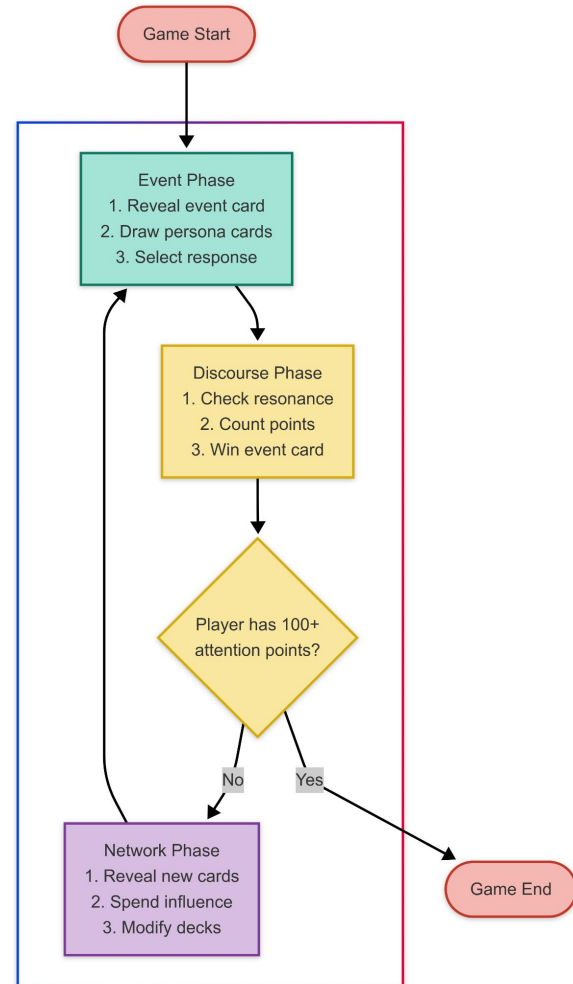 Game Start
Event Phase
1. Reveal event card
2. Draw persona cards
3. Select response
Discourse Phase
1. Check resonance
2. Count points
3. Win event card
Player has 100+
attention points?
No
Yes
Network Phase
1. Reveal new cards
2. Spend influence
3. Modify decks
Game End